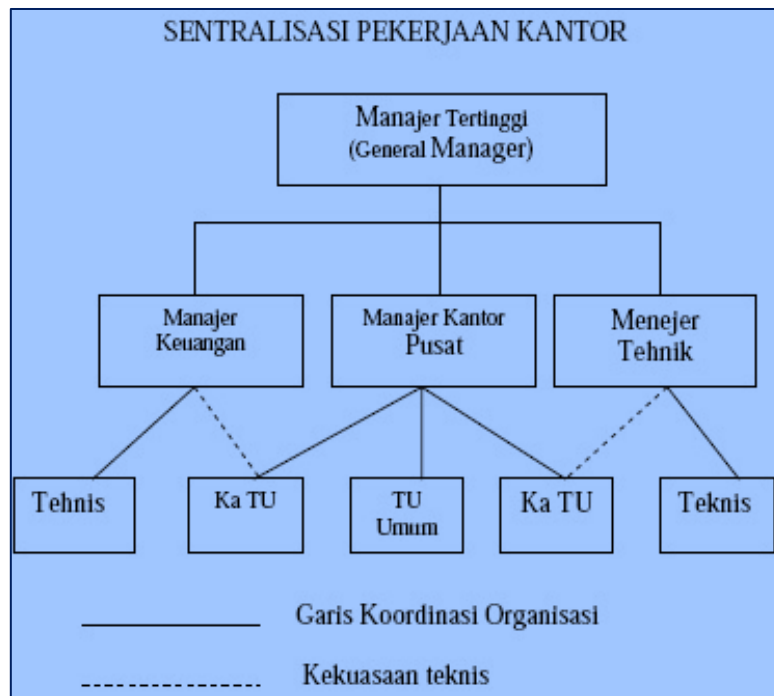 SENTRALISASI PEKERJAAN KANTOR
Manajer Tertinggi
(General Manager)
Manajer
Keuangan
Manajer Kantor
Pusat
Menejer
Tehnik
Tehnis
Ka TU
TU
Umum
Ka TU
Teknis
Garis Koordinasi Organisasi
Kekuasaan teknis